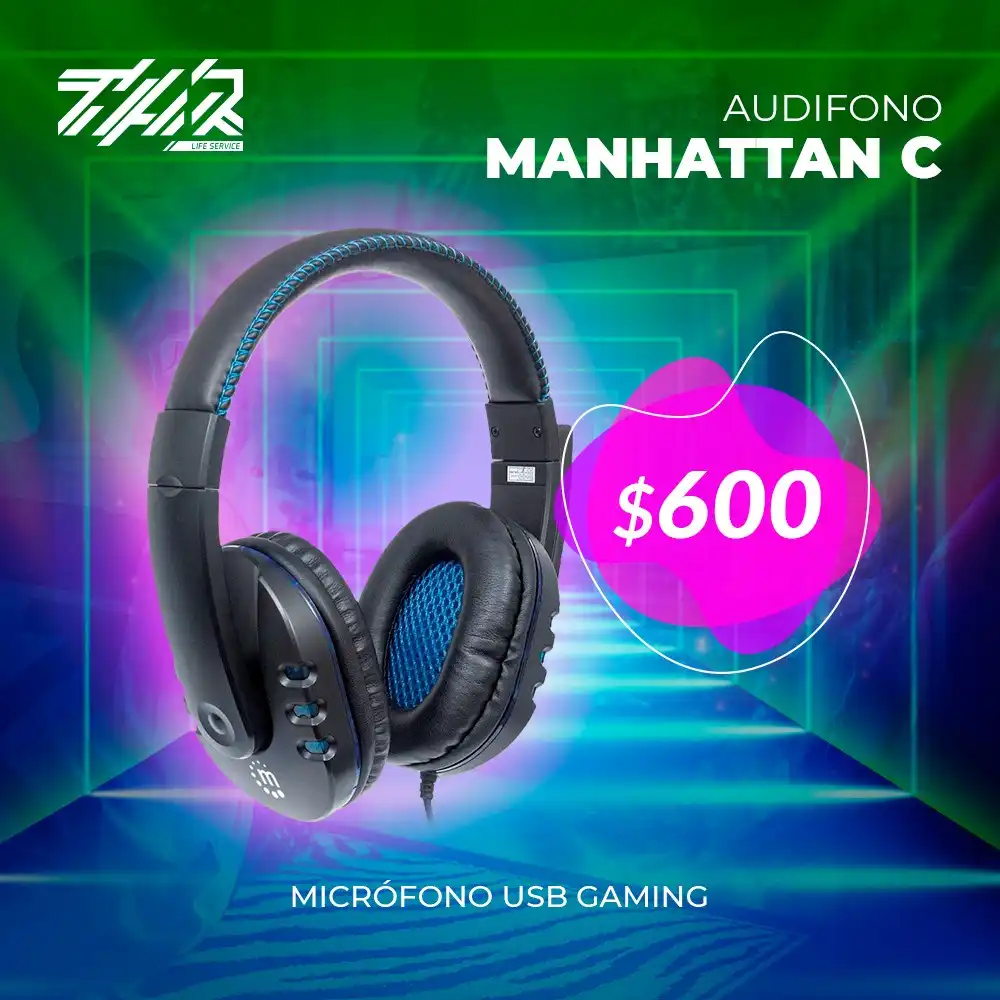 THR
LIFE SERVICE
AUDIFONO
MANHATTAN C
$600
m
MICRÓFONO USB GAMING